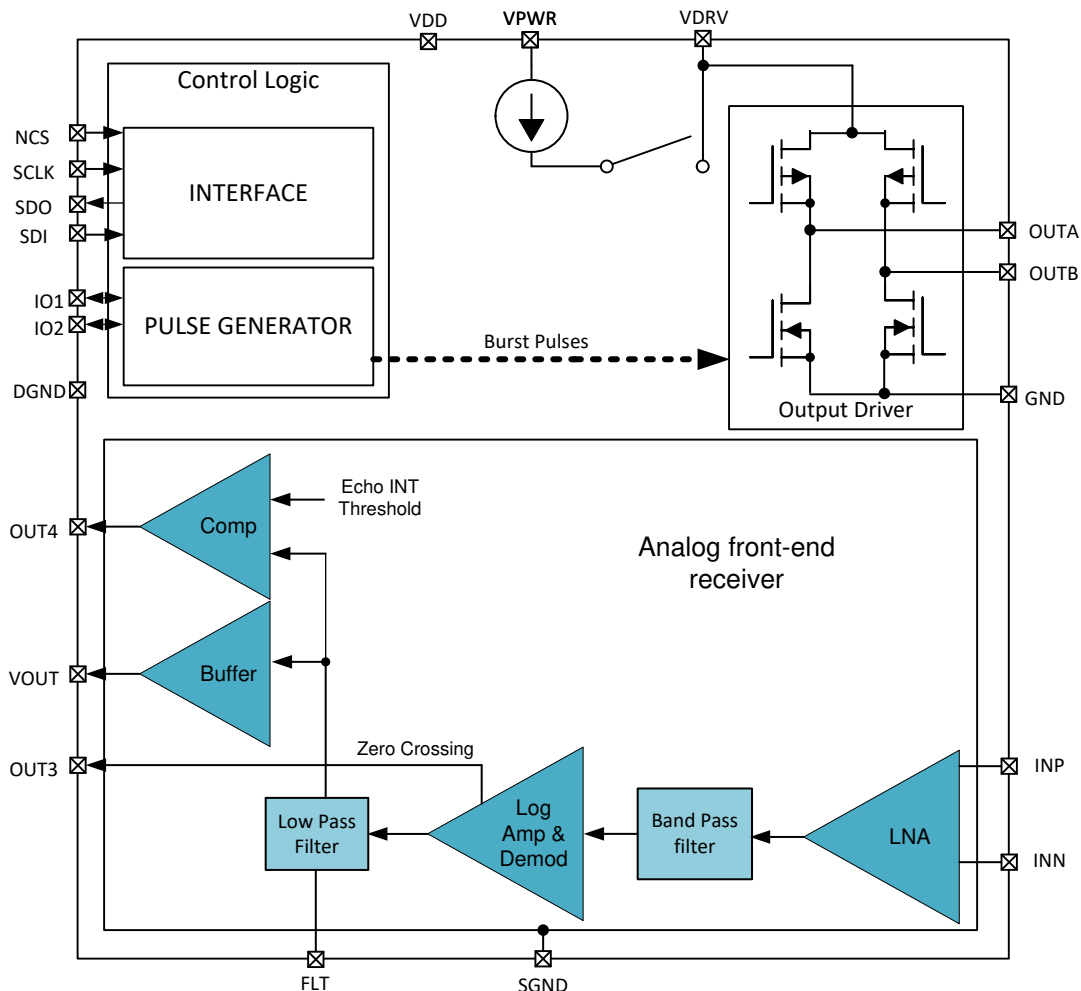 VDD
VPWR
VDRV
Control Logic
NCS
SCLK
SDO
SDI
INTERFACE
IO1
IO2
PULSE GENERATOR
DGND
Burst Pulses
OUTA
OUTB
GND
Output Driver
Echo INT
Threshold
Comp
OUT4
Analog front-end
receiver
Buffer
VOUT
Zero Crossing
OUT3
Low Pass
Filter
Log
Amp &
Demod
Band Pass
filter
LNA
INP
INN
FLT
SGND